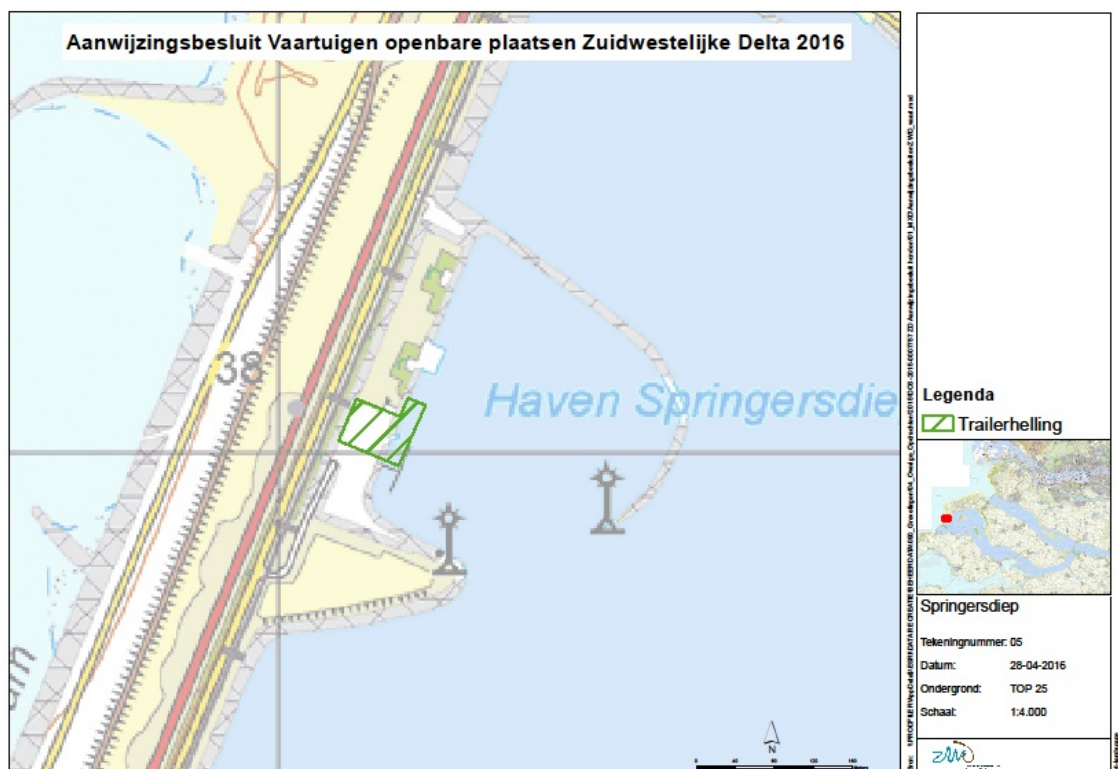 Aanwijzingsbesluit Vaartuigen openbare plaatsen Zuidwestelijke Delta 2016
38
Haven Springersdie
Legenda
Trailerhelling
Springersdiep
Tekeningnummer: 05
Datum: 28-04-2016
Ondergrond: TOP 25
Schaal: 1:4.000
N